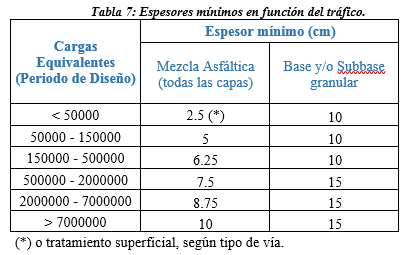 Tabla 7: Espesores mínimos en función del tráfico.
Cargas Equivalentes (Periodo de Diseño)
Espesor mínimo (cm)
Mezcla Asfáltica (todas las capas)
Base y/o Subbase granular
< 50000 2.5 (*) 10
50000 - 150000 5 10
150000 - 500000 6.25 10
500000 - 2000000 7.5 15
2000000 - 7000000 8.75 15
> 7000000 10 15
(*) o tratamiento superficial, según tipo de vía.